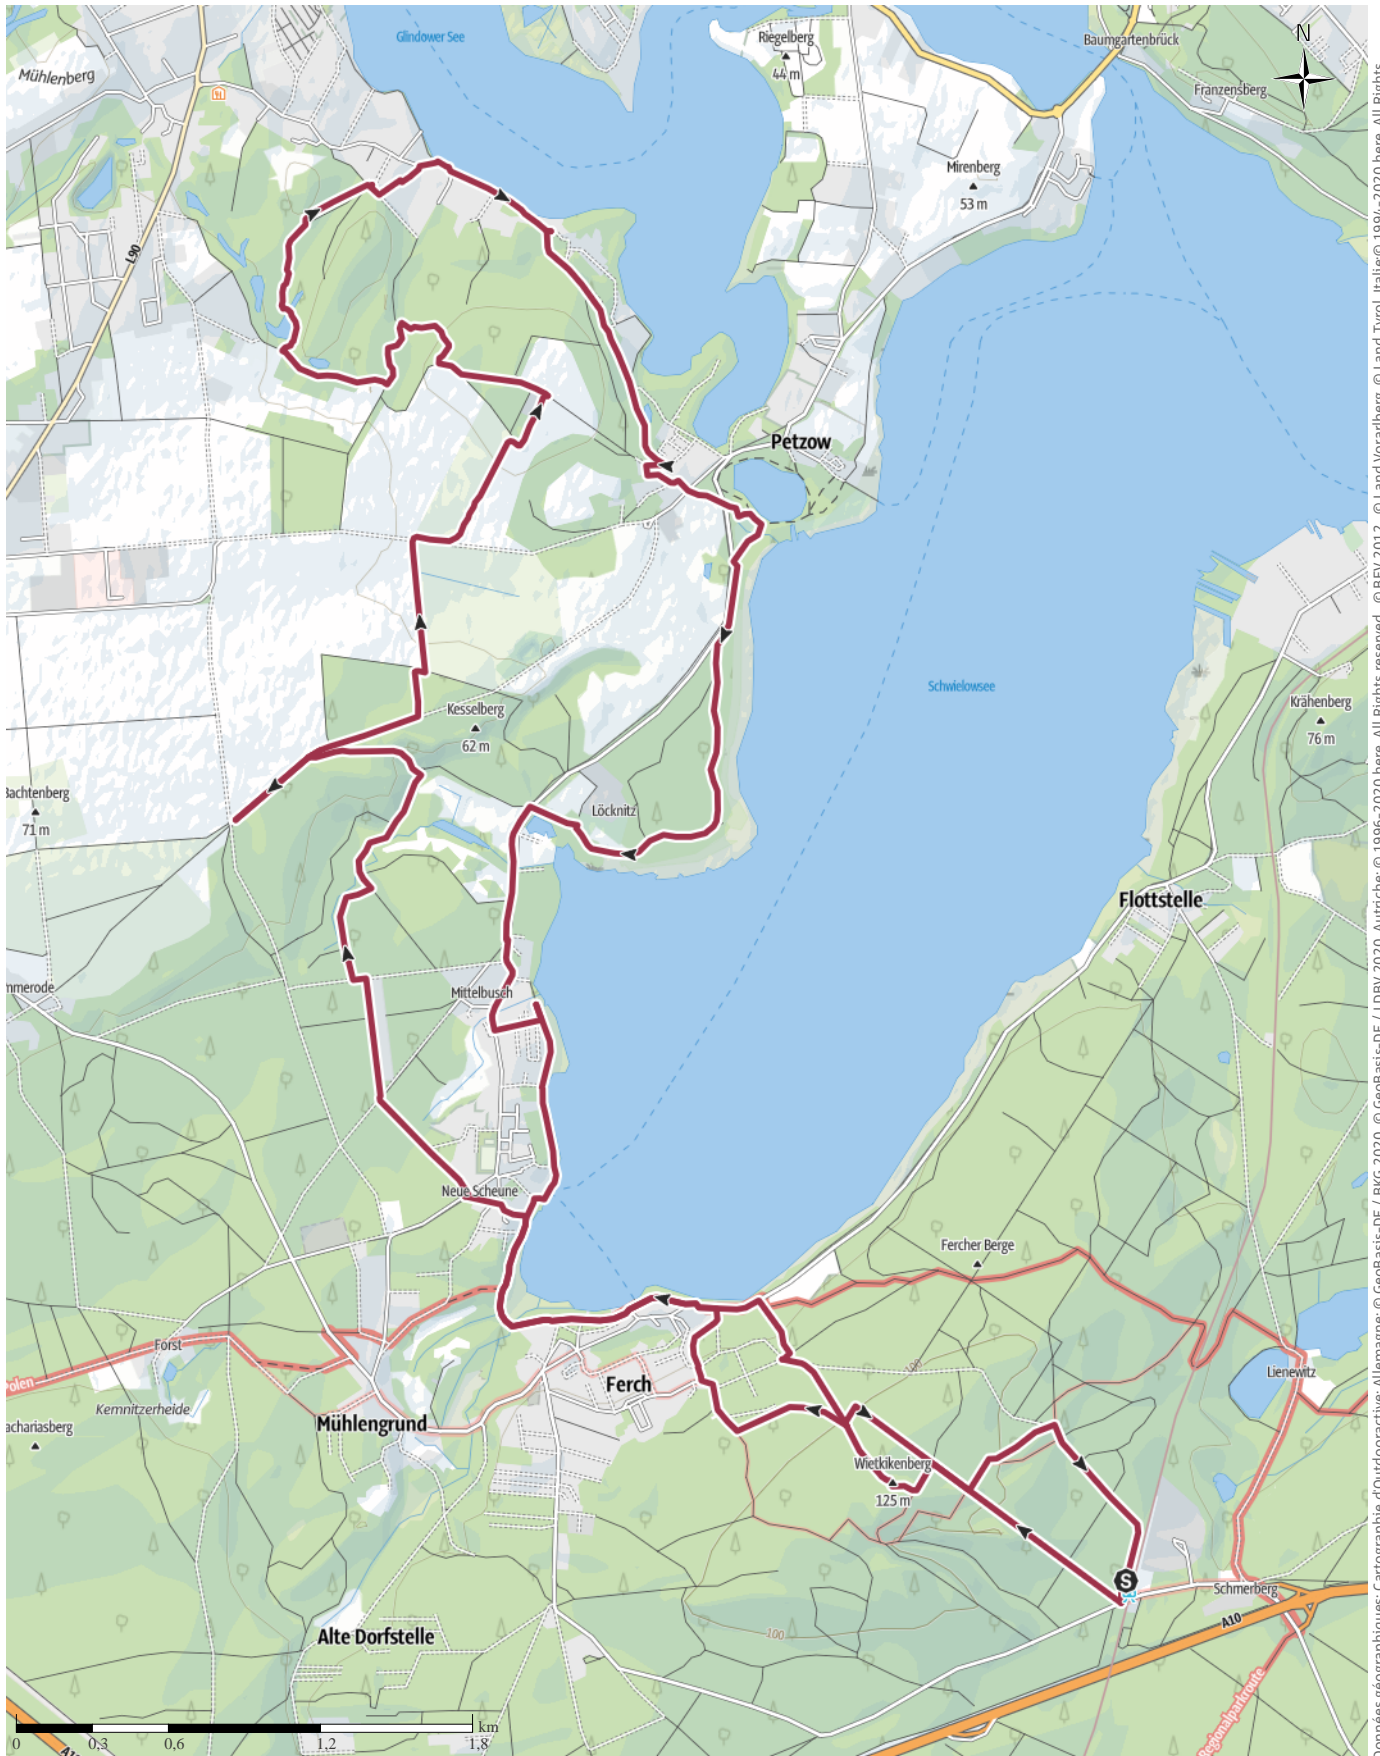 Glindower See
Riegelberg
44 m
Baumgartenbrück
N
Mühlenberg
Franzensberg
Mirenberg
53 m
L90
Petzow
Schwielowsee
Kesselberg
62 m
Krähenberg
76 m
Bachtenberg
71 m
Löcknitz
Flottstelle
Mittelbusch
Neue Scheune
Fercher Berge
Forst
Lienewitz
Ferch
Kemnitzerheide
Mühlengrund
100
Wietkikenberg
125 m
S
Schmerberg
A10
Alte Dorfstelle
100
Regionalparkroute
km
0 0,3 0,6 1,2 1,8